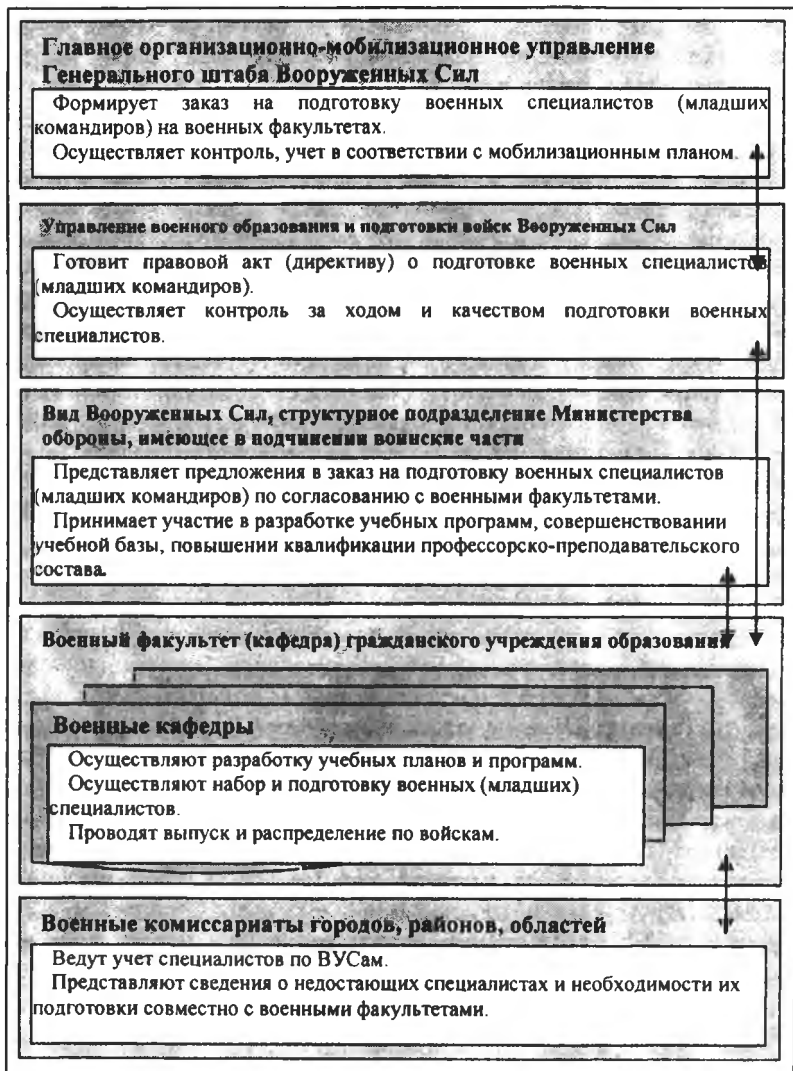 Главное организационно-мобилизационное управление
Генерального штаба Вооруженных Сил
Формирует заказ на подготовку военных специалистов (младших
командиров) на военных факультетах.
Осуществляет контроль, учет в соответствии с мобилизационным планом.
Управление военного образования и подготовки войск Вооруженных Сил
Готовит правовой акт (директиву) о подготовке военных специалистов
(младших командиров).
Осуществляет контроль за ходом и качеством подготовки военных
специалистов.
Вид Вооруженных Сил, структурное подразделение Министерства
обороны, имеющее в подчинении воинские части
Представляет предложения в заказ на подготовку военных специалистов
(младших командиров) по согласованию с военными факультетами.
Принимает участие в разработке учебных программ, совершенствовании
учебной базы, повышении квалификации профессорско-преподавательского
состава.
Военный факультет (кафедра) гражданского учреждения образования
Военные кафедры
Осуществляют разработку учебных планов и программ.
Осуществляют набор и подготовку военных (младших)
специалистов.
Проводят выпуск и распределение по войскам.
Военные комиссариаты городов, районов, областей
Ведут учет специалистов по ВУСам.
Представляют сведения о недостающих специалистах и необходимости их
подготовки совместно с военными факультетами.